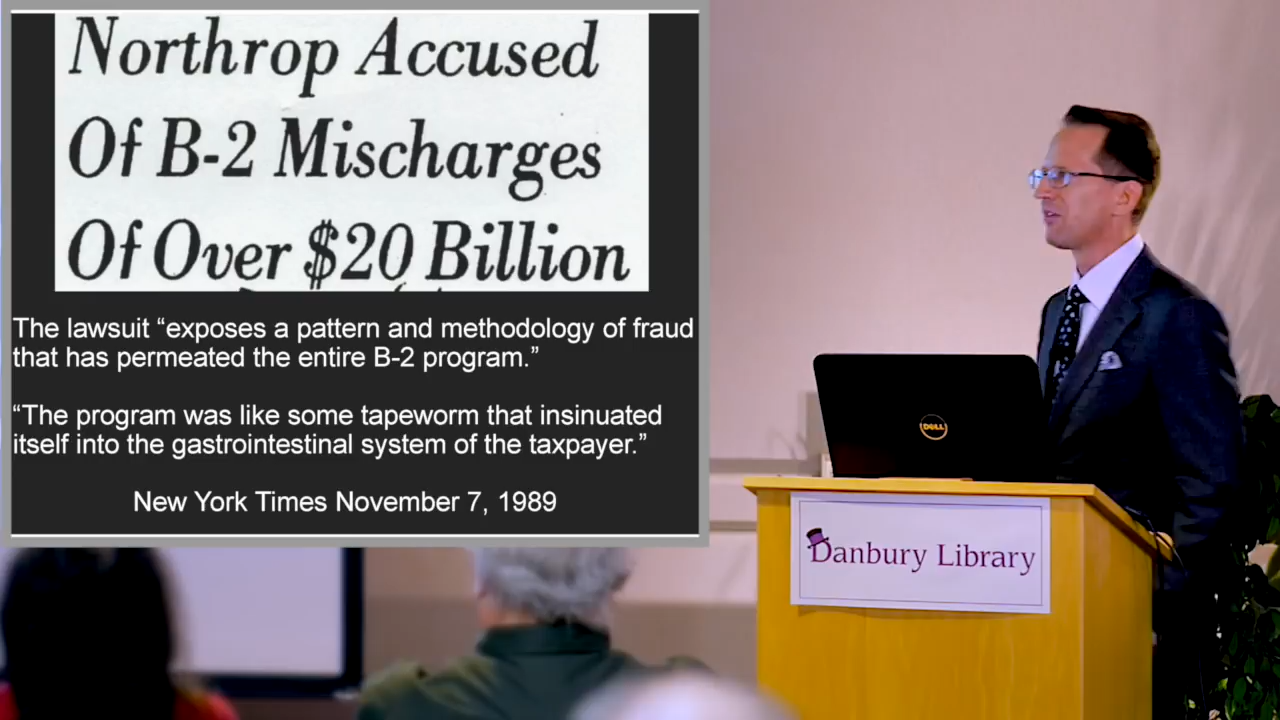 Northrop Accused
Of B-2 Mischarges
Of Over $20 Billion
The lawsuit “exposes a pattern and methodology of fraud
that has permeated the entire B-2 program.”
“The program was like some tapeworm that insinuated
itself into the gastrointestinal system of the taxpayer.”
New York Times November 7, 1989
DELL
Danbury Library